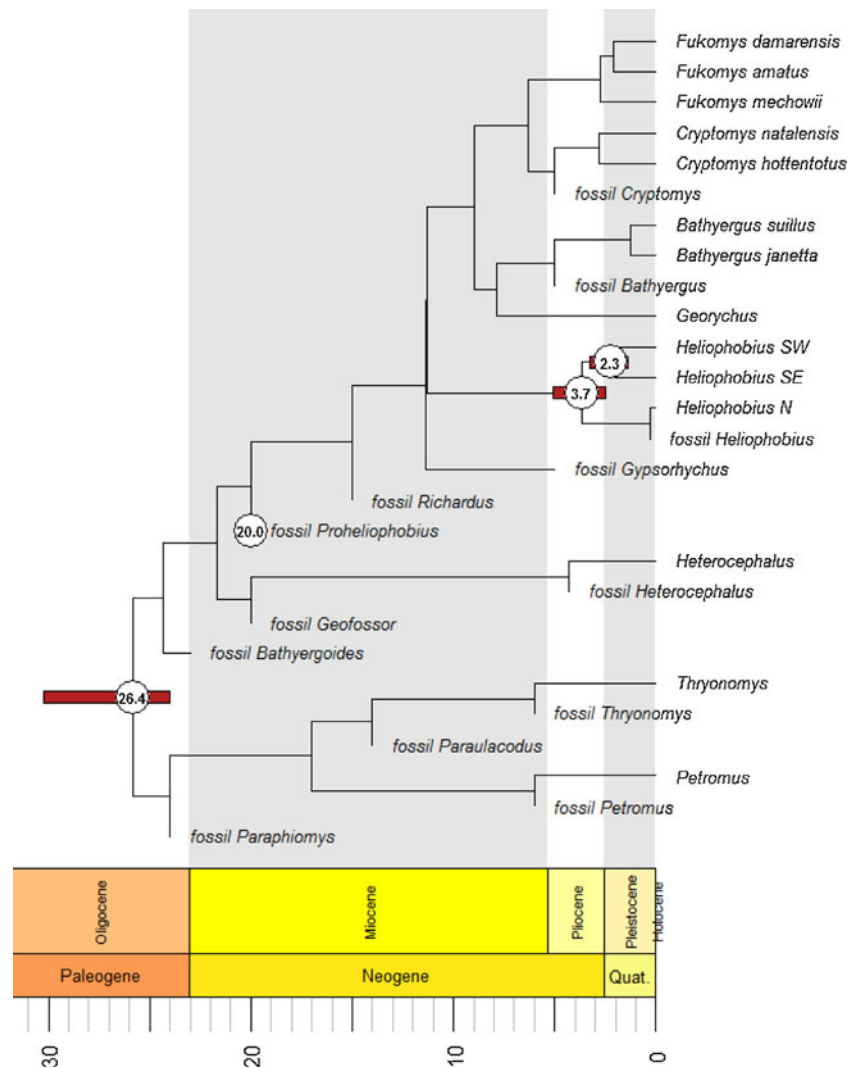 Fukomys damarensis
Fukomys amatus
Fukomys mechowii
Cryptomys natalensis
Cryptomys hottentotus
fossil Cryptomys
Bathyergus suillus
Bathyergus janetta
fossil Bathyergus
Georychus
Heliophobius SW
2.3
Heliophobius SE
3.7
Heliophobius N
fossil Heliophobius
fossil Gypsorhychus
fossil Richardus
20.0 fossil Proheliophobius
Heterocephalus
fossil Heterocephalus
fossil Geofossor
fossil Bathyergoides
Thryonomys
26.4
fossil Thryonomys
fossil Paraulacodus
Petromus
fossil Petromus
fossil Paraphiomys
Oligocene Miocene Pliocene Pleistocene Holocene
Paleogene Neogene Quat.
30 20 10 0